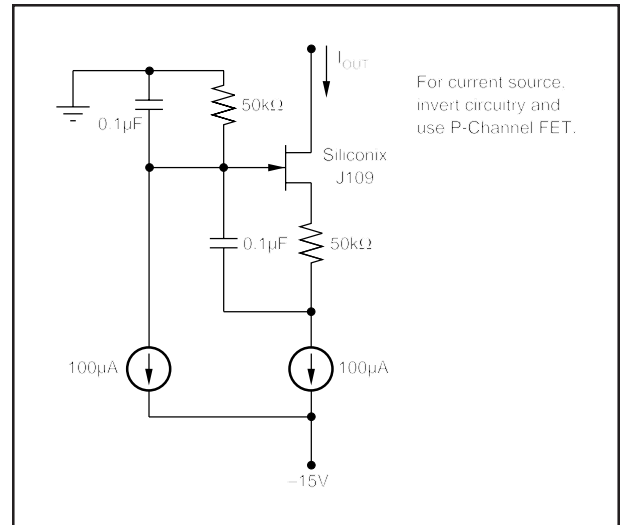 I OUT
For current source,
invert circuitry and
use P-Channel FET.
50kΩ
0.1µF
Siliconix
J109
0.1µF
50kΩ
100µA
100µA
–15V